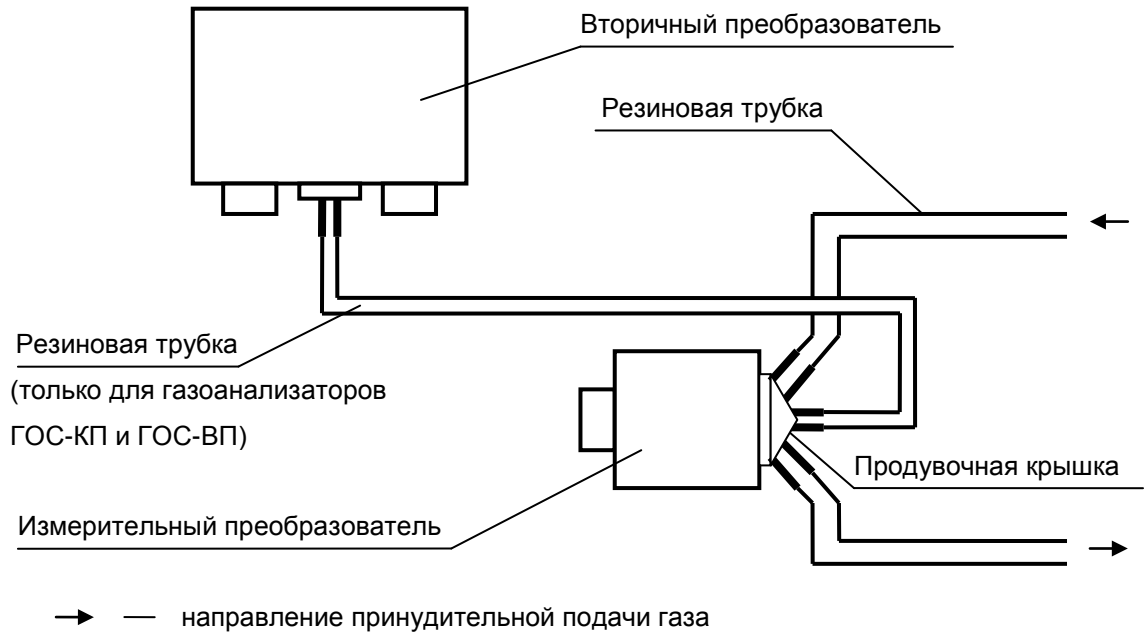 Вторичный преобразователь
Резиновая трубка
Резиновая трубка
(только для газоанализаторов
ГОС-КП и ГОС-ВП)
Продувочная крышка
Измерительный преобразователь
— направление принудительной подачи газа